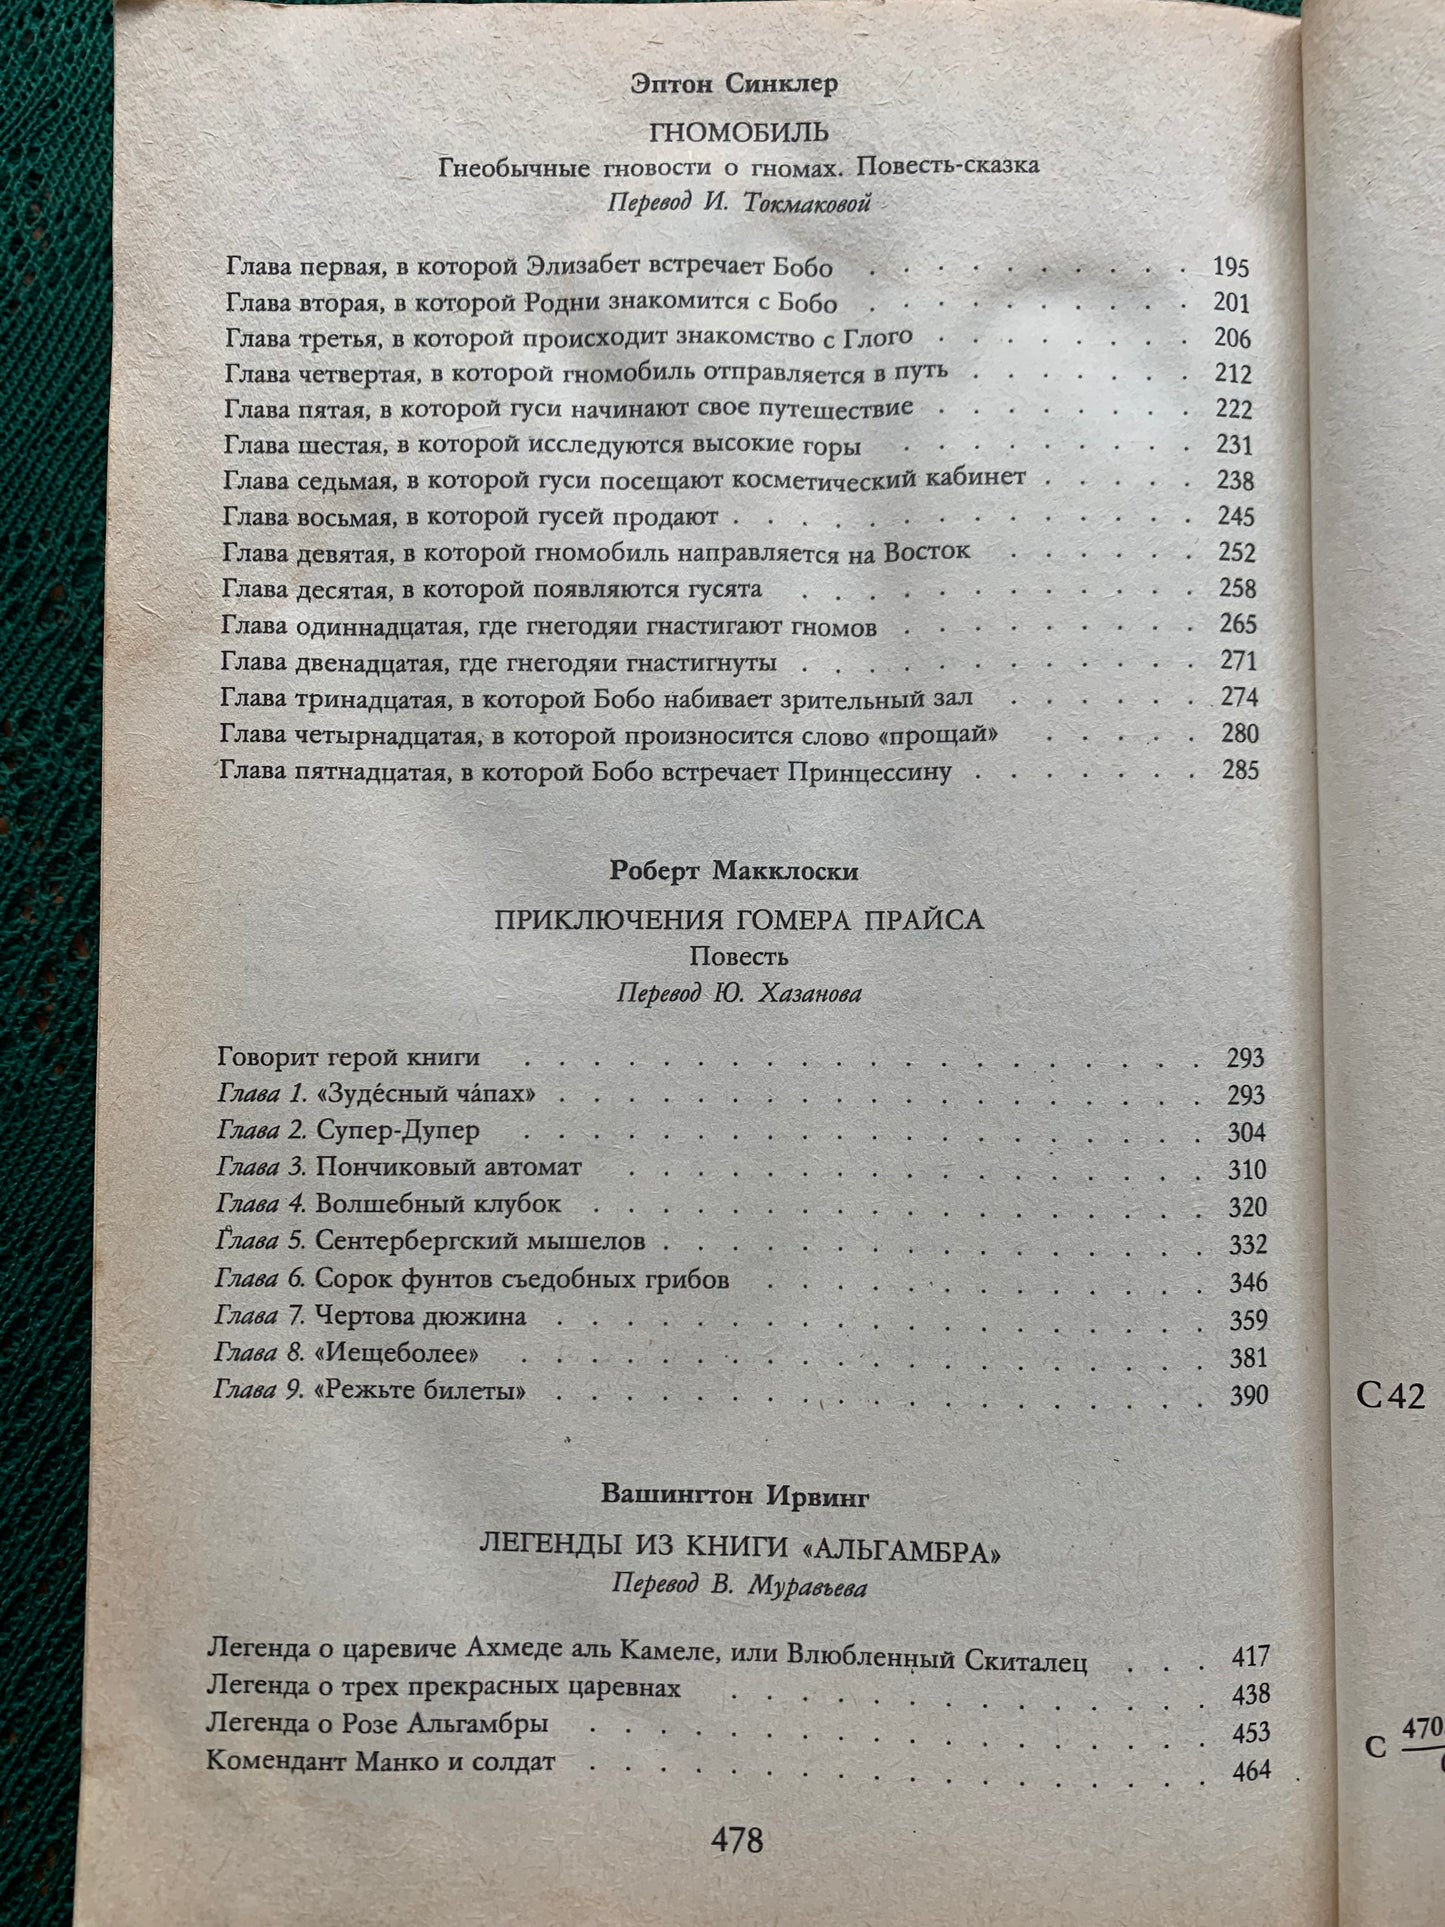 Эптон Синклер
ГНОМОБИЛЬ
Гнеобычные гновости о гномах. Повесть-сказка
Перевод И. Токмаковой
Глава первая, в которой Элизабет встречает Бобо . . . . . . . . . . 195
Глава вторая, в которой Родни знакомится с Бобо . . . . . . . . . . 201
Глава третья, в которой происходит знакомство с Глого . . . . . . . . 206
Глава четвертая, в которой гномобиль отправляется в путь . . . . . . . 212
Глава пятая, в которой гуси начинают свое путешествие . . . . . . . . 222
Глава шестая, в которой исследуются высокие горы . . . . . . . . . 231
Глава седьмая, в которой гуси посещают косметический кабинет . . . . . 238
Глава восьмая, в которой гусей продают . . . . . . . . . . . . . . 245
Глава девятая, в которой гномобиль направляется на Восток . . . . . . 252
Глава десятая, в которой появляются гусята . . . . . . . . . . . . 258
Глава одиннадцатая, где гнегодяи гнастигают гномов . . . . . . . . . 265
Глава двенадцатая, где гнегодяи гнастигнуты . . . . . . . . . . . . 271
Глава тринадцатая, в которой Бобо набивает зрительный зал . . . . . . 274
Глава четырнадцатая, в которой произносится слово «прощай» . . . . . 280
Глава пятнадцатая, в которой Бобо встречает Принцессину . . . . . . . 285
Роберт Макклоски
ПРИКЛЮЧЕНИЯ ГОМЕРА ПРАЙСА
Повесть
Перевод Ю. Хазанова
Говорит герой книги . . . . . . . . . . . . . . . . . . . . 293
Глава 1. «Зудéсный чáпах» . . . . . . . . . . . . . . . . . . . 293
Глава 2. Супер-Дупер . . . . . . . . . . . . . . . . . . . . 304
Глава 3. Пончиковый автомат . . . . . . . . . . . . . . . . . 310
Глава 4. Волшебный клубок . . . . . . . . . . . . . . . . . . 320
Глава 5. Сентербергский мышелов . . . . . . . . . . . . . . . . 332
Глава 6. Сорок фунтов съедобных грибов . . . . . . . . . . . . . 346
Глава 7. Чертова дюжина . . . . . . . . . . . . . . . . . . . 359
Глава 8. «Иещеболее» . . . . . . . . . . . . . . . . . . . . 381
Глава 9. «Режьте билеты» . . . . . . . . . . . . . . . . . . . 390
Вашингтон Ирвинг
ЛЕГЕНДЫ ИЗ КНИГИ «АЛЬГАМБРА»
Перевод В. Муравьева
Легенда о царевиче Ахмеде аль Камеле, или Влюбленный Скиталец . . . 417
Легенда о трех прекрасных царевнах . . . . . . . . . . . . . . 438
Легенда о Розе Альгамбры . . . . . . . . . . . . . . . . . . 453
Комендант Манко и солдат . . . . . . . . . . . . . . . . . . 464
478
С 42
С 470